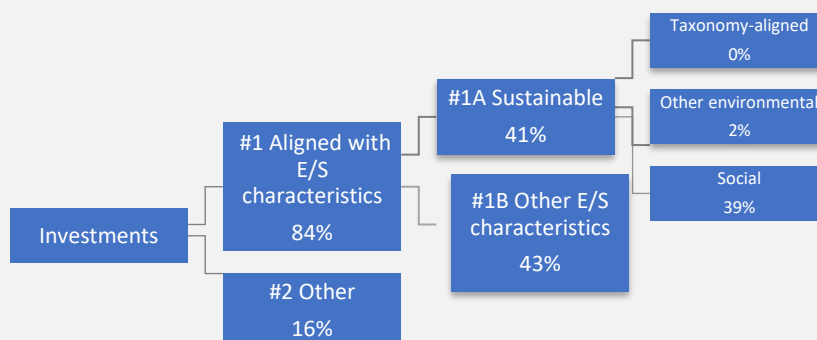 Investments
#1 Aligned with
E/S
characteristics
84%
#2 Other
16%
#1A Sustainable
41%
#1B Other E/S
characteristics
43%
Taxonomy-aligned
0%
Other environmental
2%
Social
39%